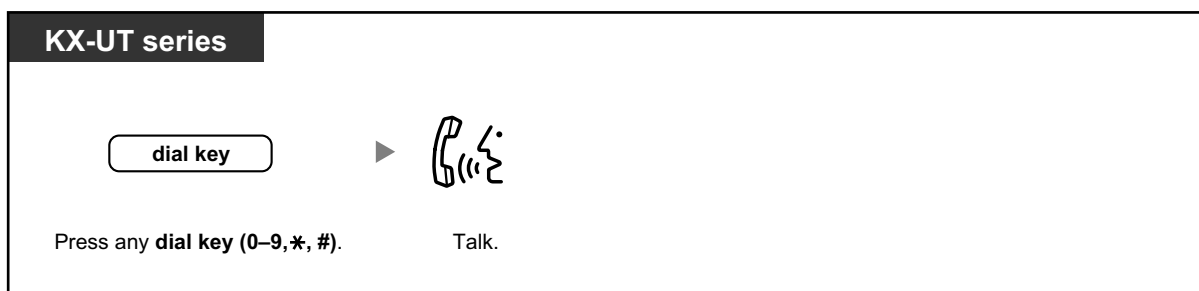 KX-UT series
dial key
Press any dial key (0–9,*, #). Talk.